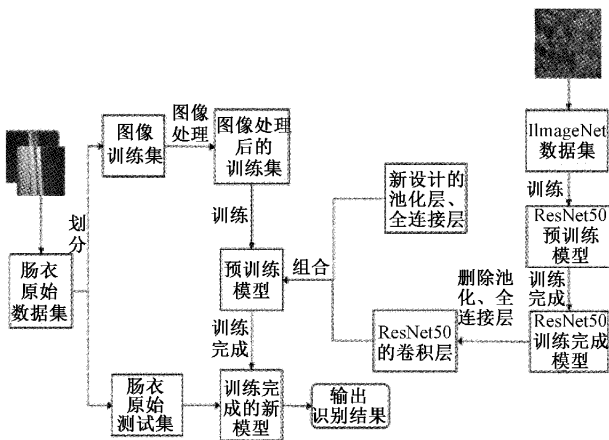 肠衣
原始
数据集
划
分
图像
训练集
图像
处理
图像处理
后的
训练集
训练
预训练
模型
训练
完成
肠衣
原始
测试集
训练完
成的新
模型
输出
识别结果
组合
新设计的
池化层、
全连接层
ResNet50
的卷积层
删除池
化、全
连接层
IImageNet
数据集
训练
ResNet50
预训练
模型
训练
完成
ResNet50
训练完成
模型